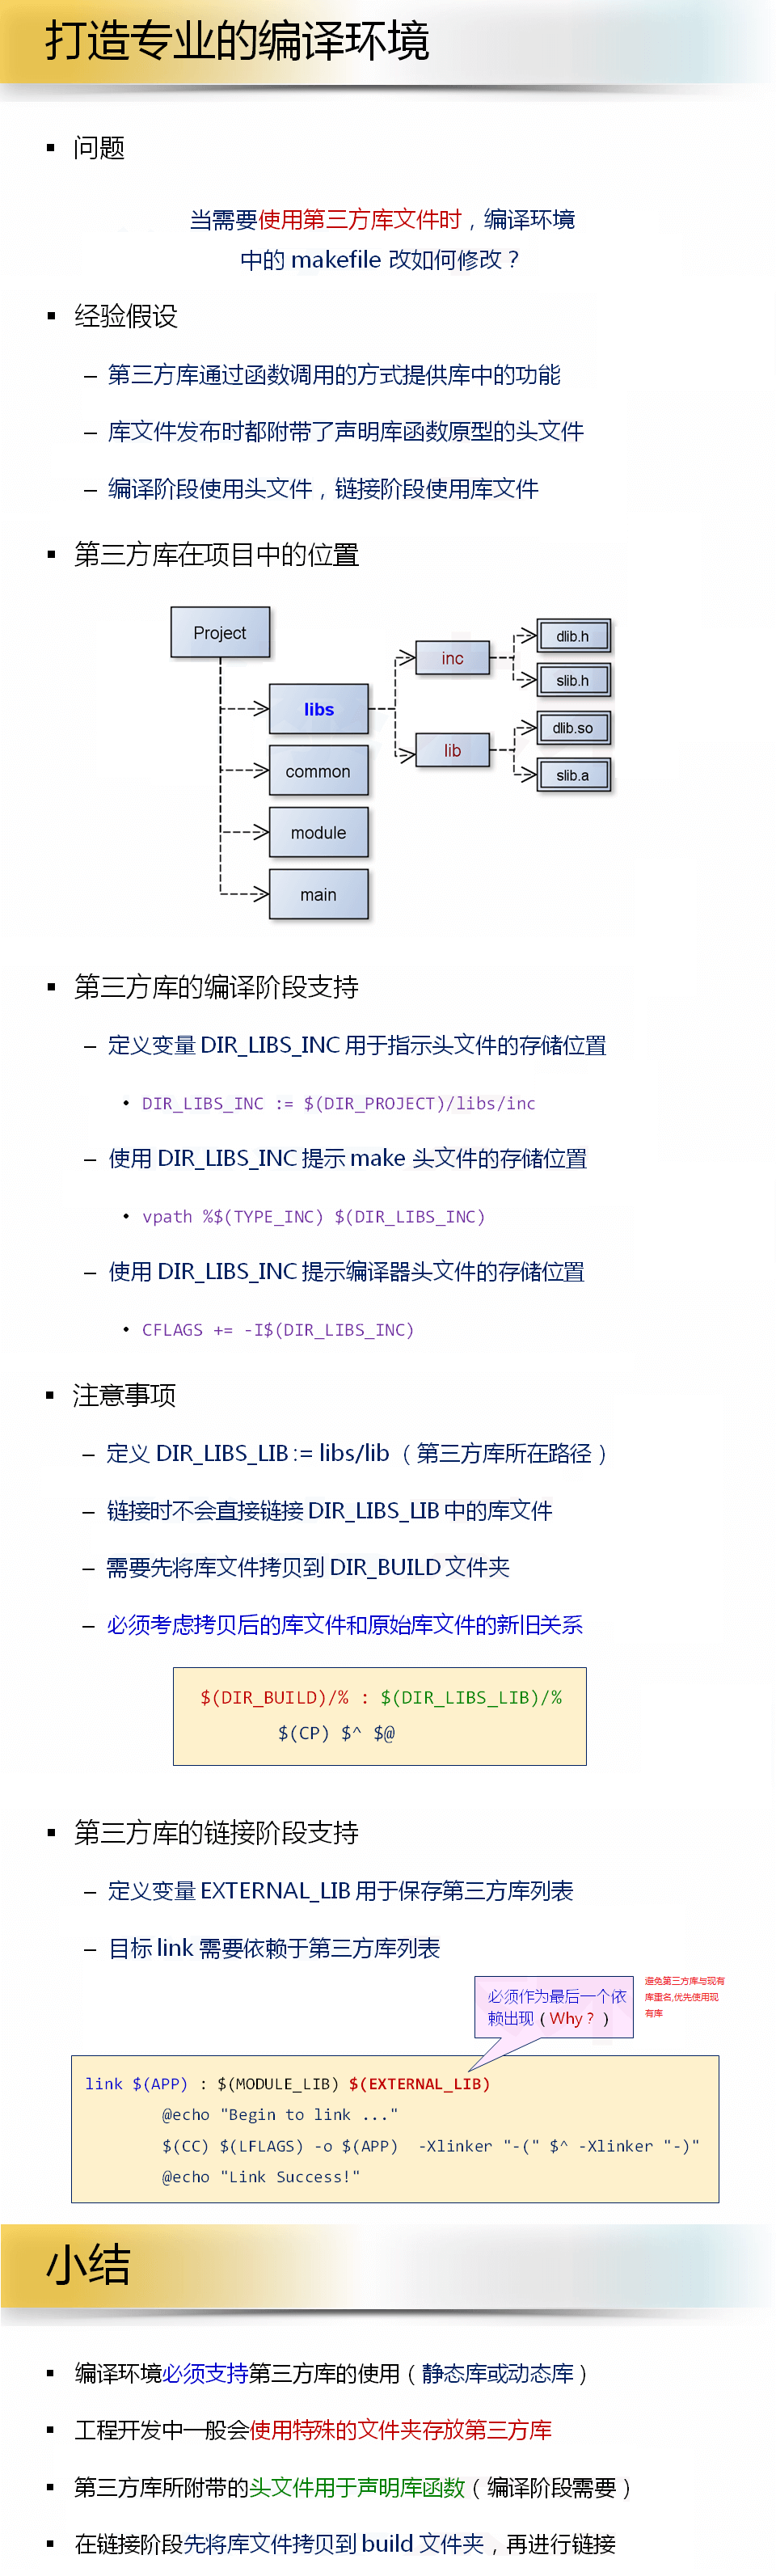 打造专业的编译环境
▪ 问题
当需要使用第三方库文件时，编译环境
中的 makefile 改如何修改？
▪ 经验假设
– 第三方库通过函数调用的方式提供库中的功能
– 库文件发布时都附带了声明库函数原型的头文件
– 编译阶段使用头文件，链接阶段使用库文件
▪ 第三方库在项目中的位置
Project
libs
common
module
main
inc
lib
dlib.h
slib.h
dlib.so
slib.a
▪ 第三方库的编译阶段支持
– 定义变量 DIR_LIBS_INC 用于指示头文件的存储位置
• DIR_LIBS_INC := $(DIR_PROJECT)/libs/inc
– 使用 DIR_LIBS_INC 提示 make 头文件的存储位置
• vpath %$(TYPE_INC) $(DIR_LIBS_INC)
– 使用 DIR_LIBS_INC 提示编译器头文件的存储位置
• CFLAGS += -I$(DIR_LIBS_INC)
▪ 注意事项
– 定义 DIR_LIBS_LIB := libs/lib （第三方库所在路径）
– 链接时不会直接链接 DIR_LIBS_LIB 中的库文件
– 需要先将库文件拷贝到 DIR_BUILD 文件夹
– 必须考虑拷贝后的库文件和原始库文件的新旧关系
$(DIR_BUILD)/% : $(DIR_LIBS_LIB)/%
$(CP) $^ $@
▪ 第三方库的链接阶段支持
– 定义变量 EXTERNAL_LIB 用于保存第三方库列表
– 目标 link 需要依赖于第三方库列表
必须作为最后一个依
赖出现（Why？）
避免第三方库与现有
库重名,优先使用现
有库
link $(APP) : $(MODULE_LIB) $(EXTERNAL_LIB)
@echo "Begin to link ..."
$(CC) $(LFLAGS) -o $(APP) -Xlinker "-(" $^ -Xlinker "-)"
@echo "Link Success!"
小结
▪ 编译环境必须支持第三方库的使用（静态库或动态库）
▪ 工程开发中一般会使用特殊的文件夹存放第三方库
▪ 第三方库所附带的头文件用于声明库函数（编译阶段需要）
▪ 在链接阶段先将库文件拷贝到 build 文件夹，再进行链接